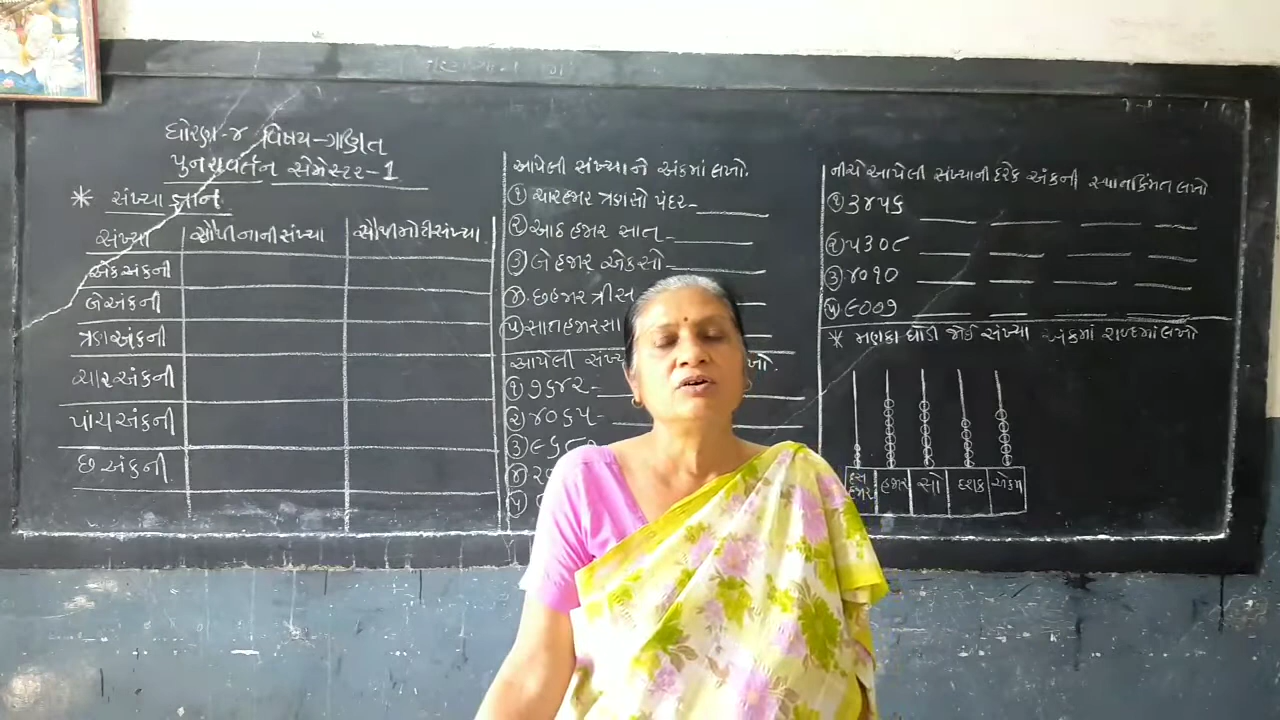 ધોરણ-૪ વિષય-ગણિત
પુનરાવર્તન સેમેસ્ટર-1
* સંખ્યા જ્ઞાન
સંખ્યા સૌથી નાની સંખ્યા સૌથી મોટી સંખ્યા
એક અંકની
બે અંકની
ત્રણ અંકની
ચાર અંકની
પાંચ અંકની
છ અંકની
આપેલી સંખ્યાને અંકમાં લખો.
૧ ચાર હજાર ત્રણસો પંદર-
૨ આઠ હજાર સાત-
૩ બે હજાર એકસો-
૪. છ હજાર ત્રીસ
૫ સાત હજાર સા
આપેલી સંખ્ ખો.
૧ ૭૬૪૨-
૨ ૪૦૬૫-
૩
૪
૫
નીચે આપેલી સંખ્યાની દરેક અંકની સ્થાનકિંમત લખો
૧ ૩૪૫૬
૨ ૫૩૦૮
૩ ૪૦૧૦
૫ ૯૦૦૭
* મણકા ઘોડી જોઈ સંખ્યા અંકમાં શબ્દમાં લખો
દસ હજાર હજાર સો દશક એકમ